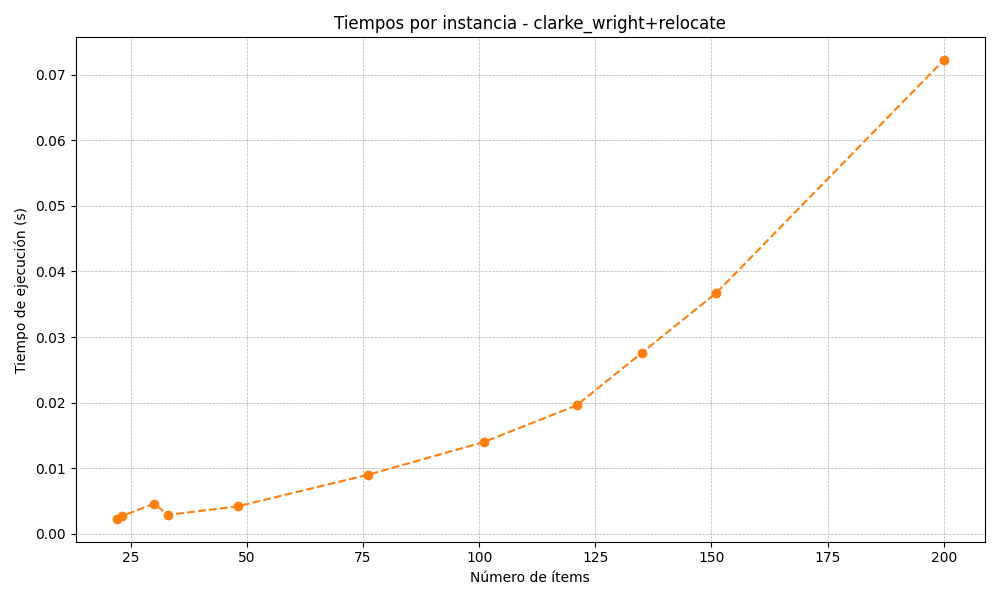 Tiempos por instancia - clarke_wright+relocate
Tiempo de ejecución (s)
0.07
0.06
0.05
0.04
0.03
0.02
0.01
0.00
25 50 75 100 125 150 175 200
Número de ítems